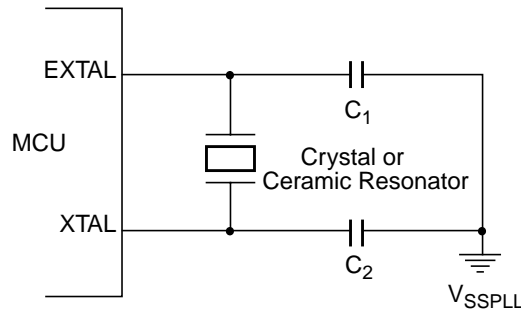 EXTAL
C1
MCU
Crystal or
Ceramic Resonator
XTAL
C2
VSSPLL